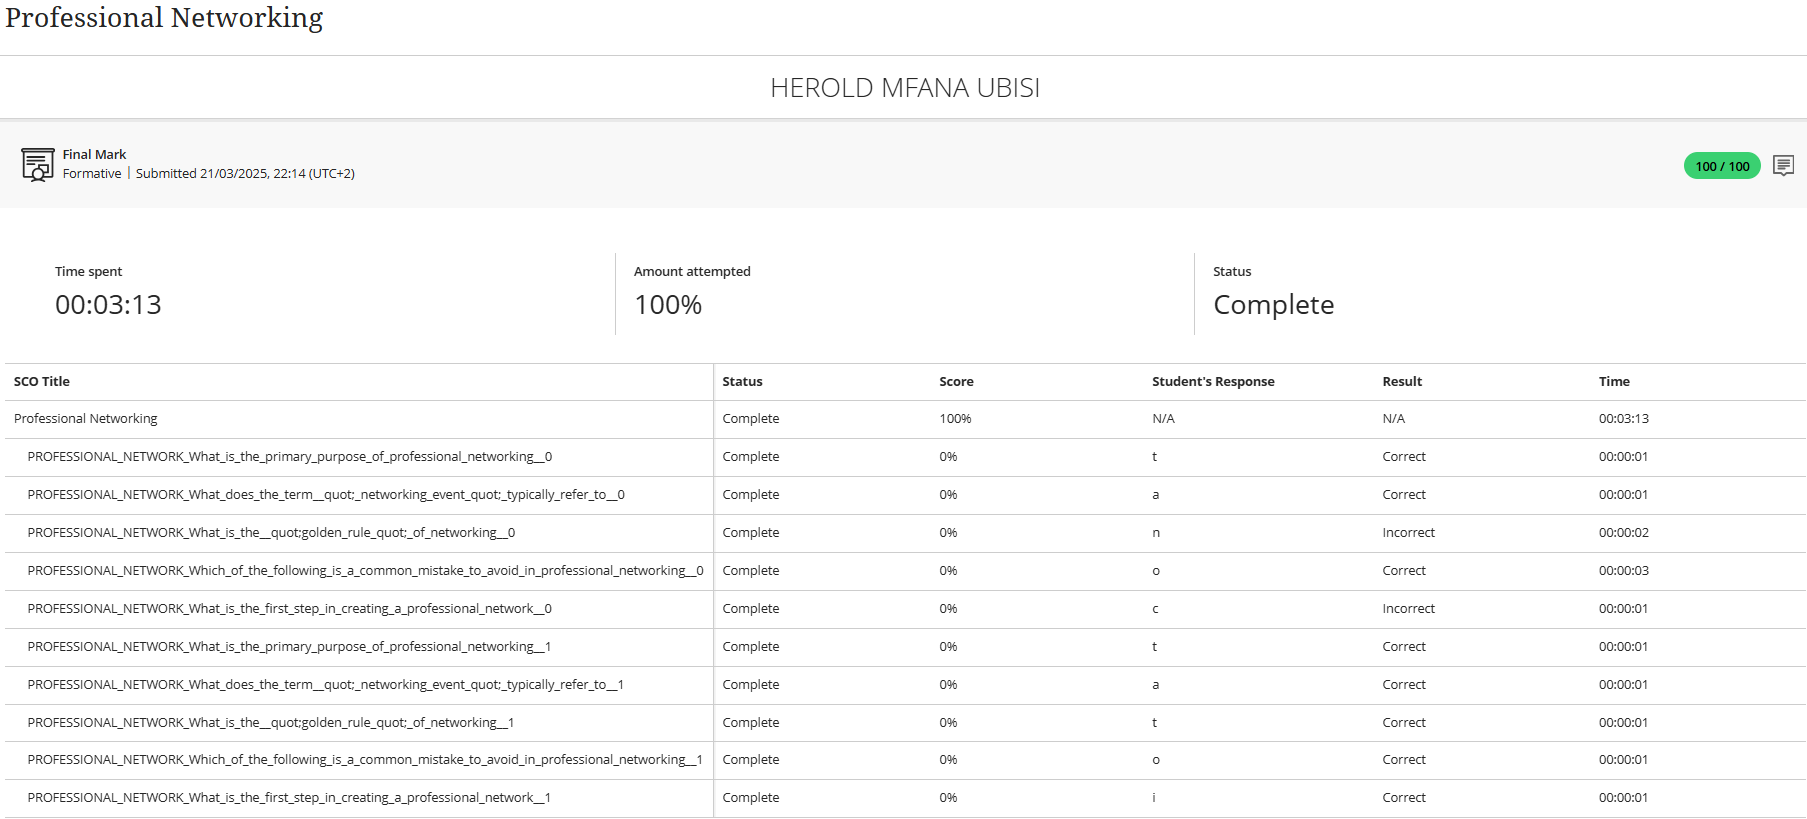 Professional Networking
HEROLD MFANA UBISI
Final Mark
Formative | Submitted 21/03/2025, 22:14 (UTC+2)
100 / 100
Time spent
00:03:13
Amount attempted
100%
Status
Complete
SCO Title Status Score Student's Response Result Time
Professional Networking Complete 100% N/A N/A 00:03:13
PROFESSIONAL_NETWORK_What_is_the_primary_purpose_of_professional_networking__0 Complete 0% t Correct 00:00:01
PROFESSIONAL_NETWORK_What_does_the_term__quot;_networking_event_quot;_typically_refer_to__0 Complete 0% a Correct 00:00:01
PROFESSIONAL_NETWORK_What_is_the__quot;golden_rule_quot;_of_networking__0 Complete 0% n Incorrect 00:00:02
PROFESSIONAL_NETWORK_Which_of_the_following_is_a_common_mistake_to_avoid_in_professional_networking__0 Complete 0% o Correct 00:00:03
PROFESSIONAL_NETWORK_What_is_the_first_step_in_creating_a_professional_network__0 Complete 0% c Incorrect 00:00:01
PROFESSIONAL_NETWORK_What_is_the_primary_purpose_of_professional_networking__1 Complete 0% t Correct 00:00:01
PROFESSIONAL_NETWORK_What_does_the_term__quot;_networking_event_quot;_typically_refer_to__1 Complete 0% a Correct 00:00:01
PROFESSIONAL_NETWORK_What_is_the__quot;golden_rule_quot;_of_networking__1 Complete 0% t Correct 00:00:01
PROFESSIONAL_NETWORK_Which_of_the_following_is_a_common_mistake_to_avoid_in_professional_networking__1 Complete 0% o Correct 00:00:01
PROFESSIONAL_NETWORK_What_is_the_first_step_in_creating_a_professional_network__1 Complete 0% i Correct 00:00:01